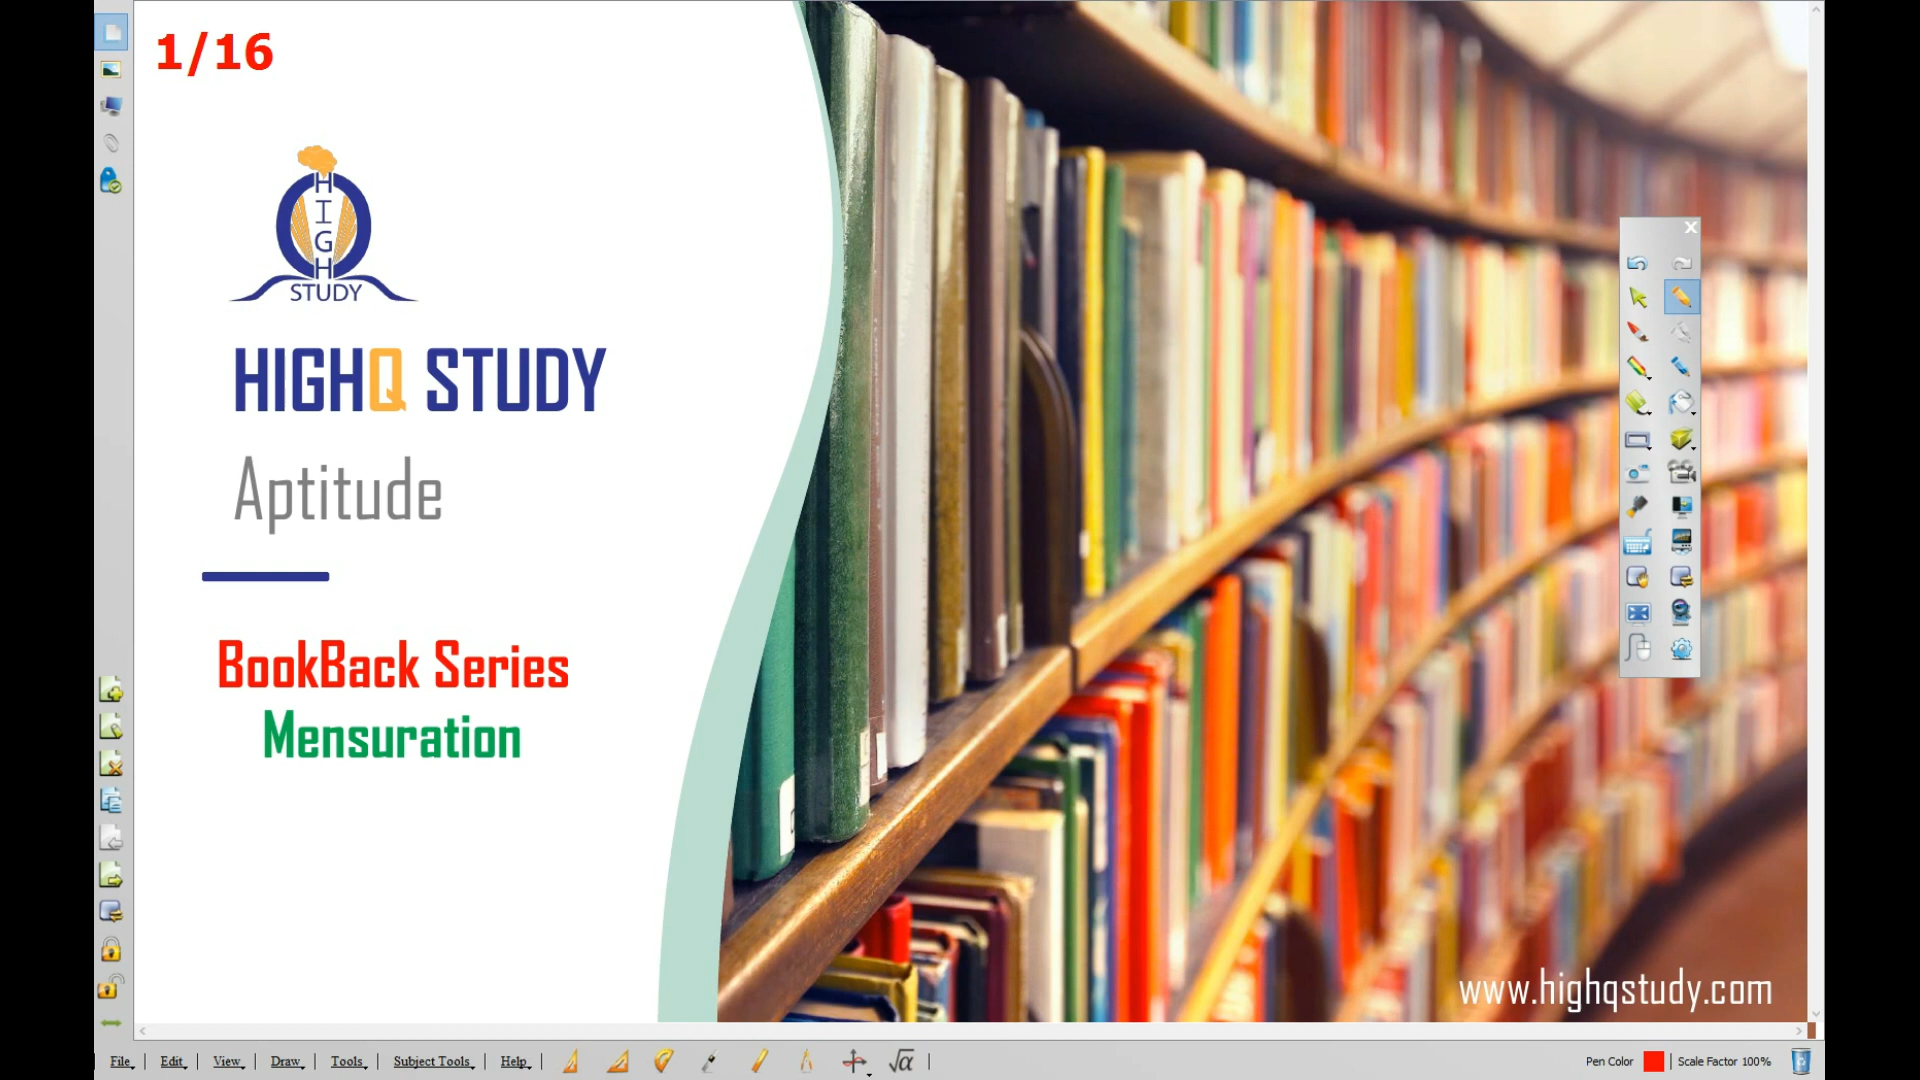 1/16
H
I
G
H
STUDY
HIGHQ STUDY
Aptitude
BookBack Series
Mensuration
www.highqstudy.com
File Edit View Draw Tools Subject Tools Help √α Pen Color Scale Factor 100%